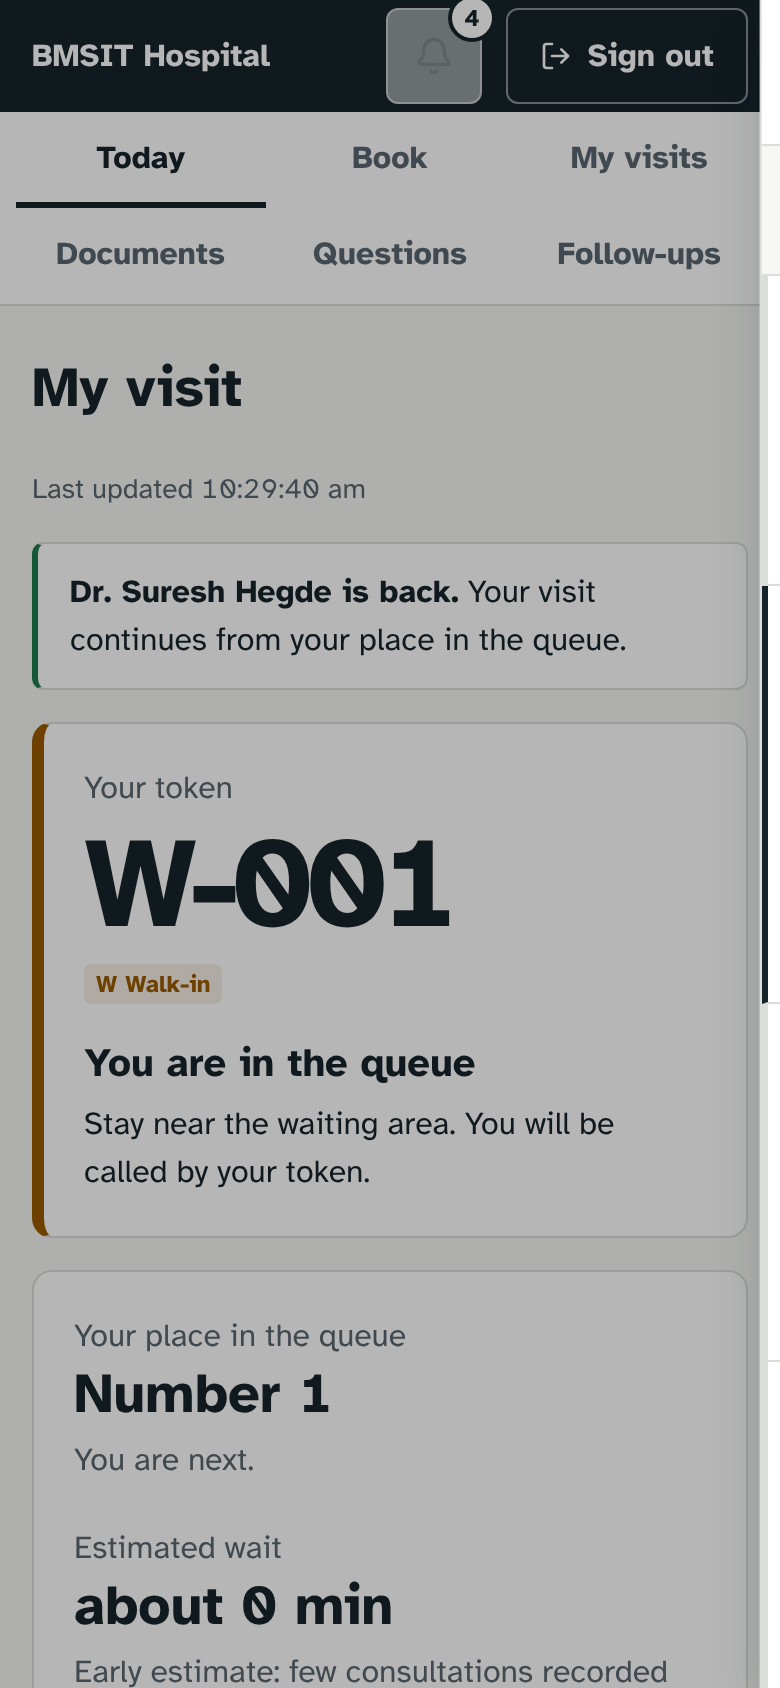 BMSIT Hospital
4
Sign out
Today
Book
My visits
Documents
Questions
Follow-ups
My visit
Last updated 10:29:40 am
Dr. Suresh Hegde is back. Your visit
continues from your place in the queue.
Your token
W-001
W Walk-in
You are in the queue
Stay near the waiting area. You will be
called by your token.
Your place in the queue
Number 1
You are next.
Estimated wait
about 0 min
Early estimate: few consultations recorded